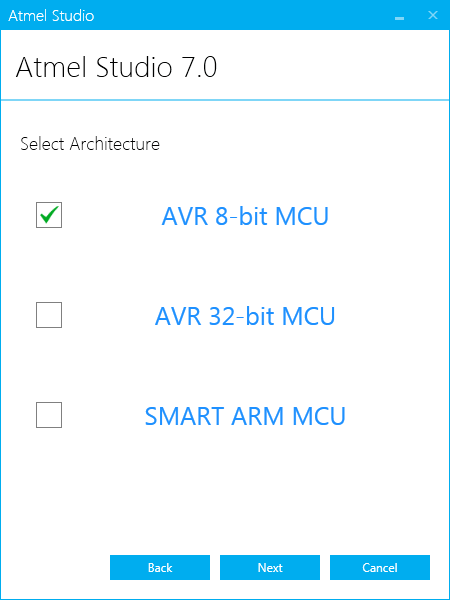 Atmel Studio
Atmel Studio 7.0
Select Architecture
AVR 8-bit MCU
AVR 32-bit MCU
SMART ARM MCU
Back Next Cancel